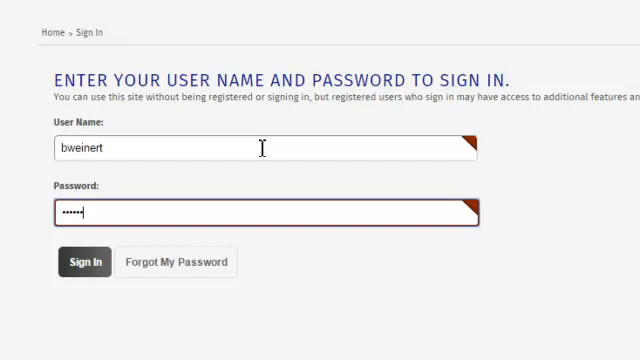 Home > Sign In
ENTER YOUR USER NAME AND PASSWORD TO SIGN IN.
You can use this site without being registered or signing in, but registered users who sign in may have access to additional features an
User Name:
bweinert
Password:
••••••
Sign In Forgot My Password